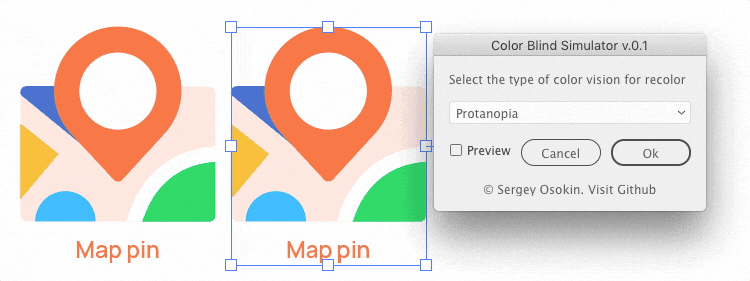 Map pin
Map pin
Color Blind Simulator v.0.1
Select the type of color vision for recolor
Protanopia
Preview
Cancel
Ok
© Sergey Osokin. Visit Github